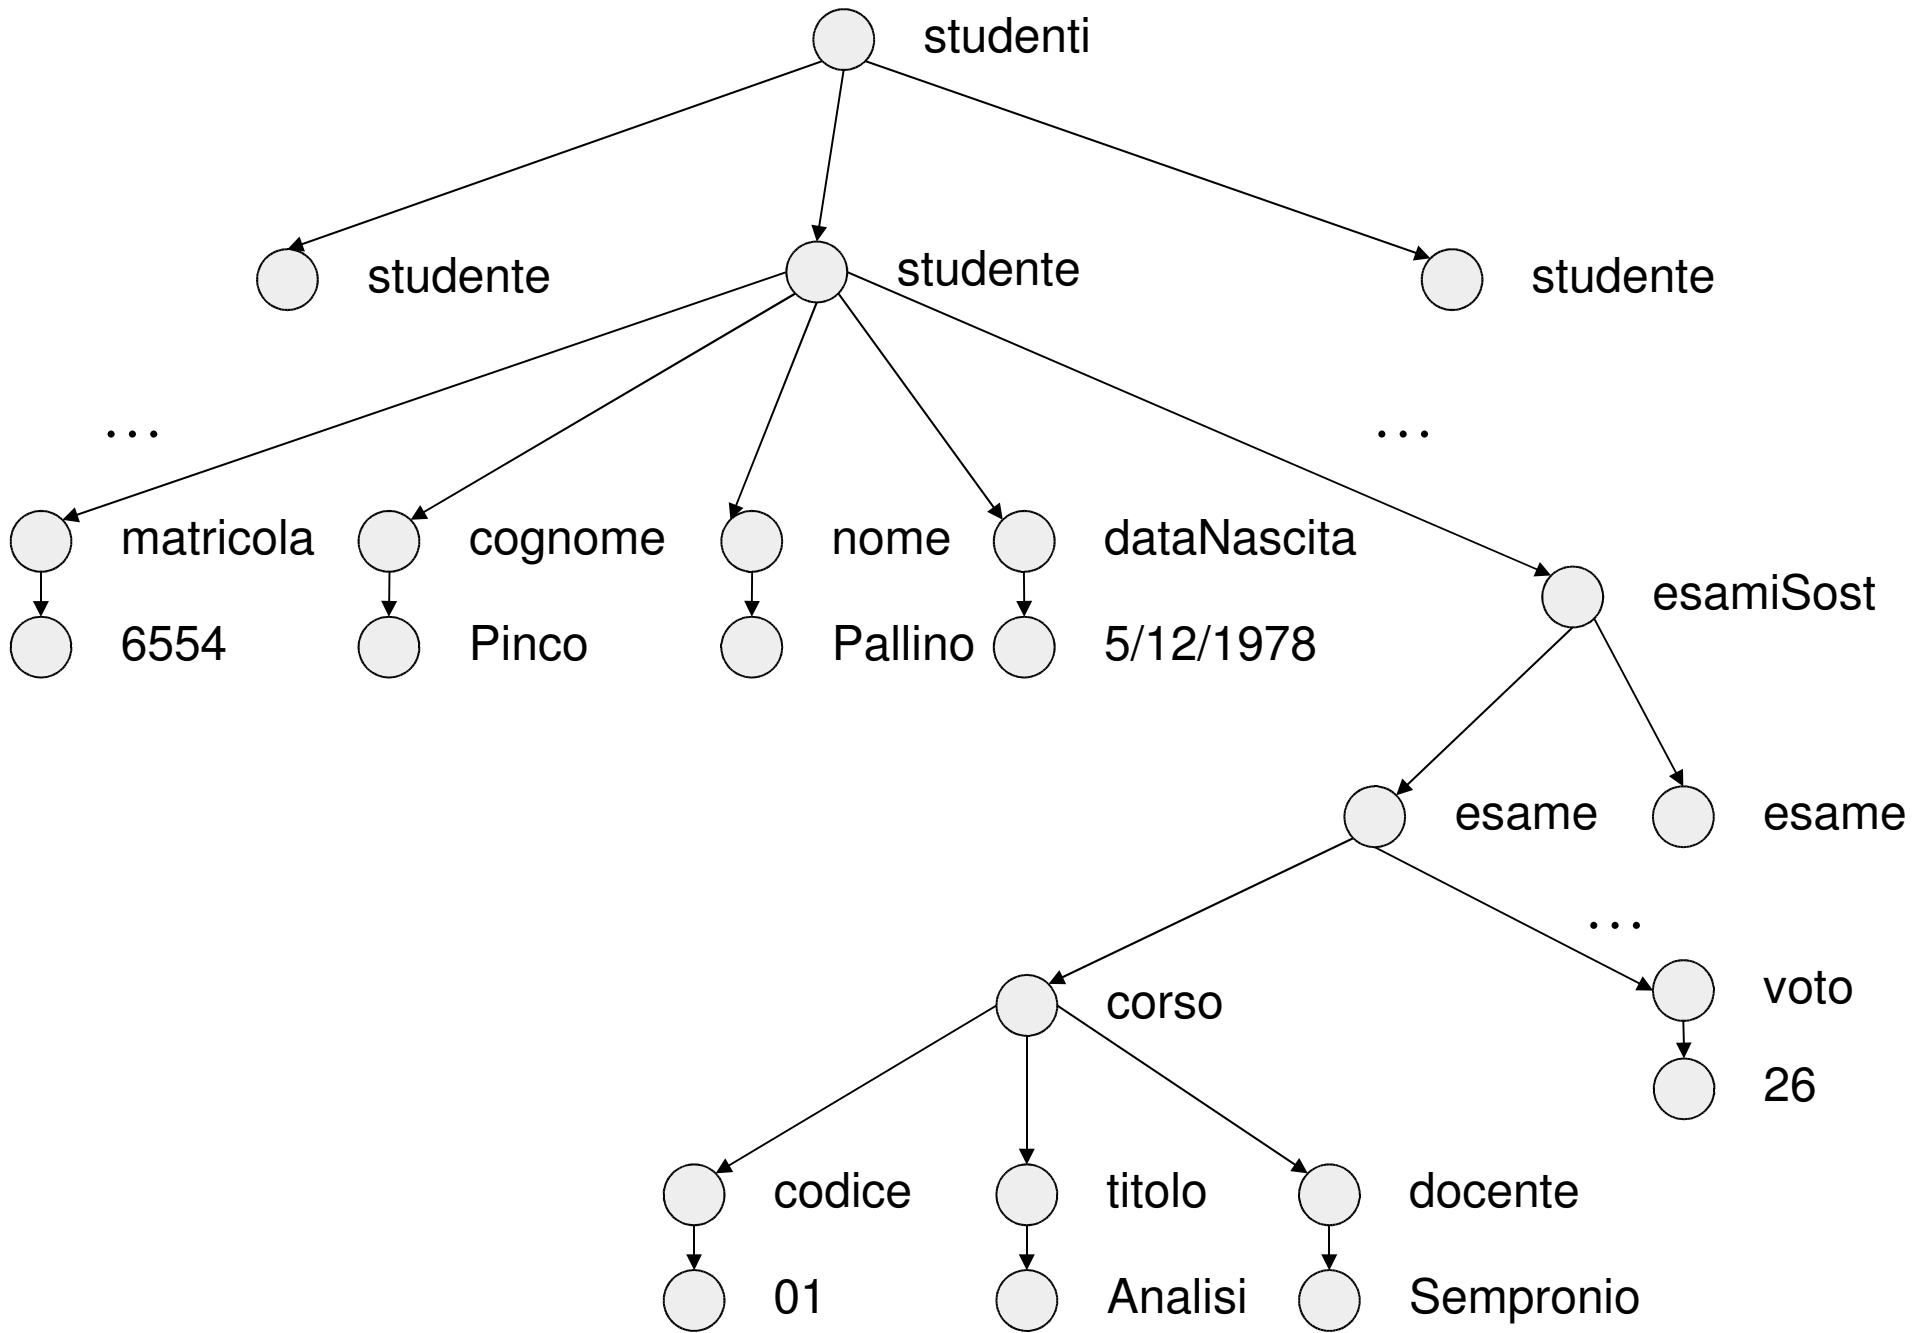 studenti
studente studente studente
... ...
matricola cognome nome dataNascita
esamiSost
6554 Pinco Pallino 5/12/1978
esame esame
...
corso voto
26
codice titolo docente
01 Analisi Sempronio